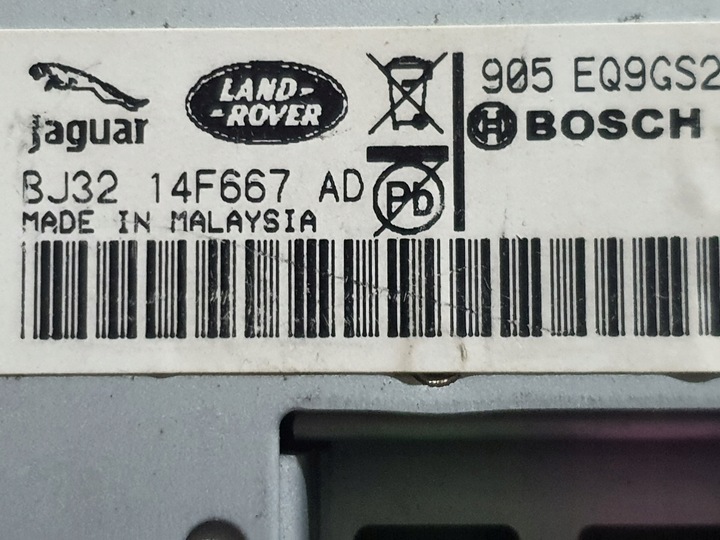 Jaguar
LAND-
-ROVER
905 EQ9GS2
H BOSCH
BJ32 14F667 AD
Pb
MADE IN MALAYSIA